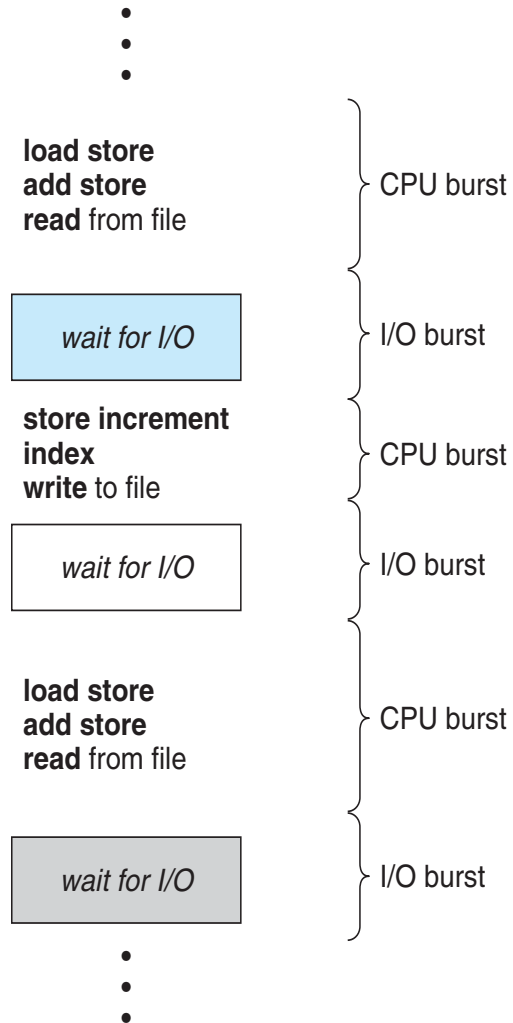 load store
add store
read from file
CPU burst
wait for I/O
I/O burst
store increment
index
write to file
CPU burst
wait for I/O
I/O burst
load store
add store
read from file
CPU burst
wait for I/O
I/O burst